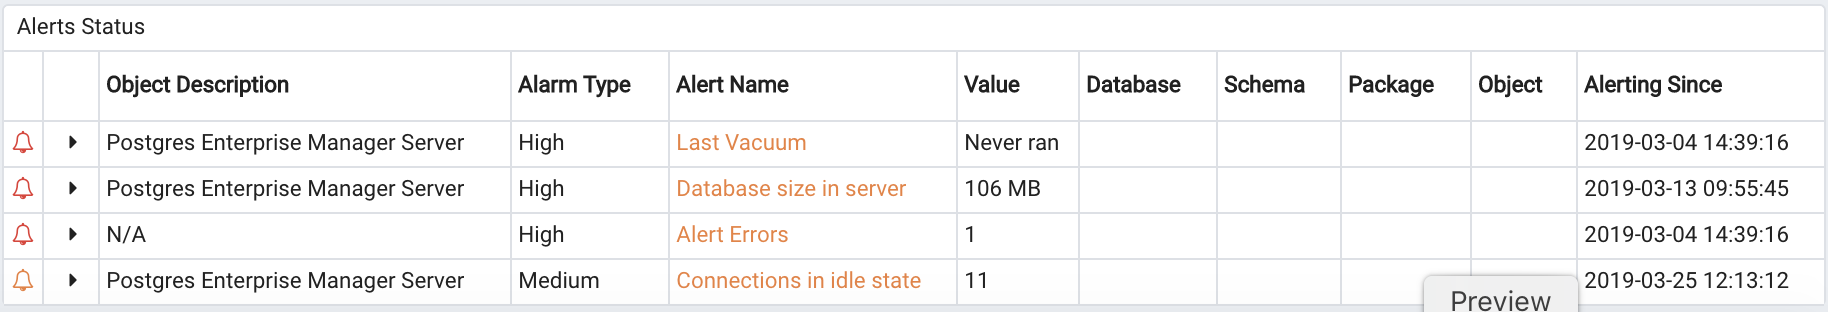 Alerts Status
Object Description Alarm Type Alert Name Value Database Schema Package Object Alerting Since
Postgres Enterprise Manager Server High Last Vacuum Never ran 2019-03-04 14:39:16
Postgres Enterprise Manager Server High Database size in server 106 MB 2019-03-13 09:55:45
N/A High Alert Errors 1 2019-03-04 14:39:16
Postgres Enterprise Manager Server Medium Connections in idle state 11 2019-03-25 12:13:12
Preview